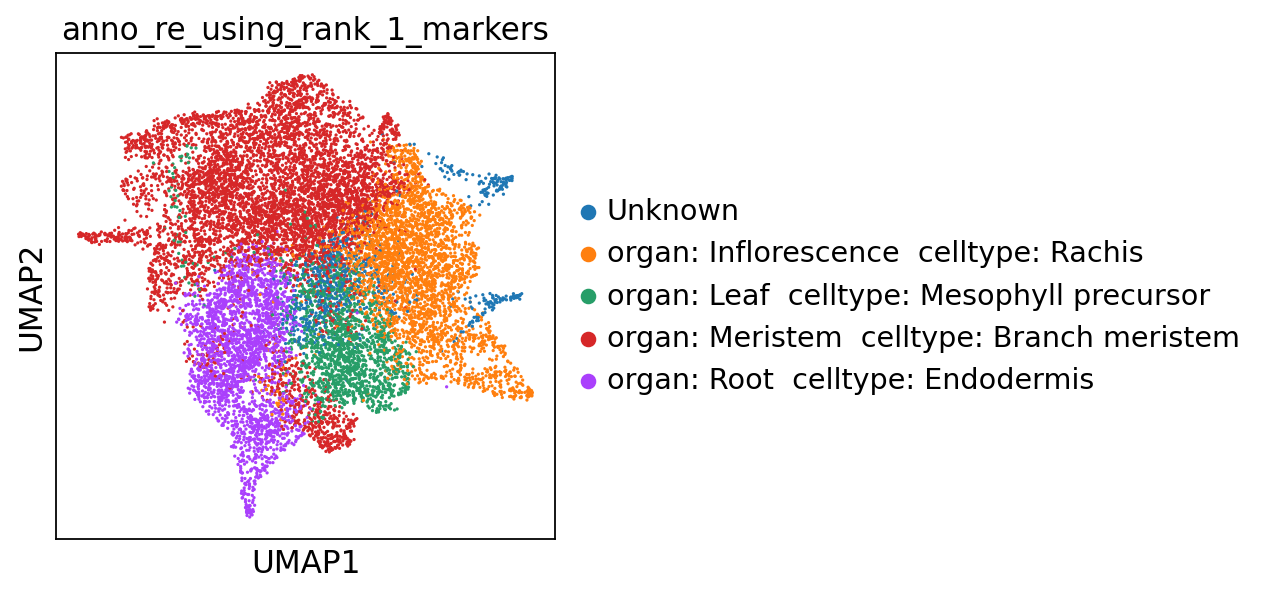 anno_re_using_rank_1_markers
UMAP2
UMAP1
Unknown
organ: Inflorescence  celltype: Rachis
organ: Leaf  celltype: Mesophyll precursor
organ: Meristem  celltype: Branch meristem
organ: Root  celltype: Endodermis